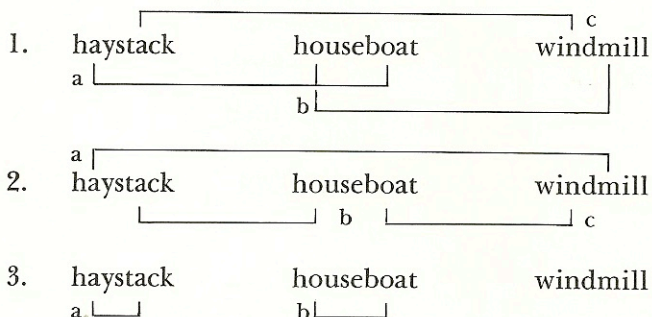 c
1. haystack houseboat windmill
a
b
a
2. haystack houseboat windmill
b c
3. haystack houseboat windmill
a b